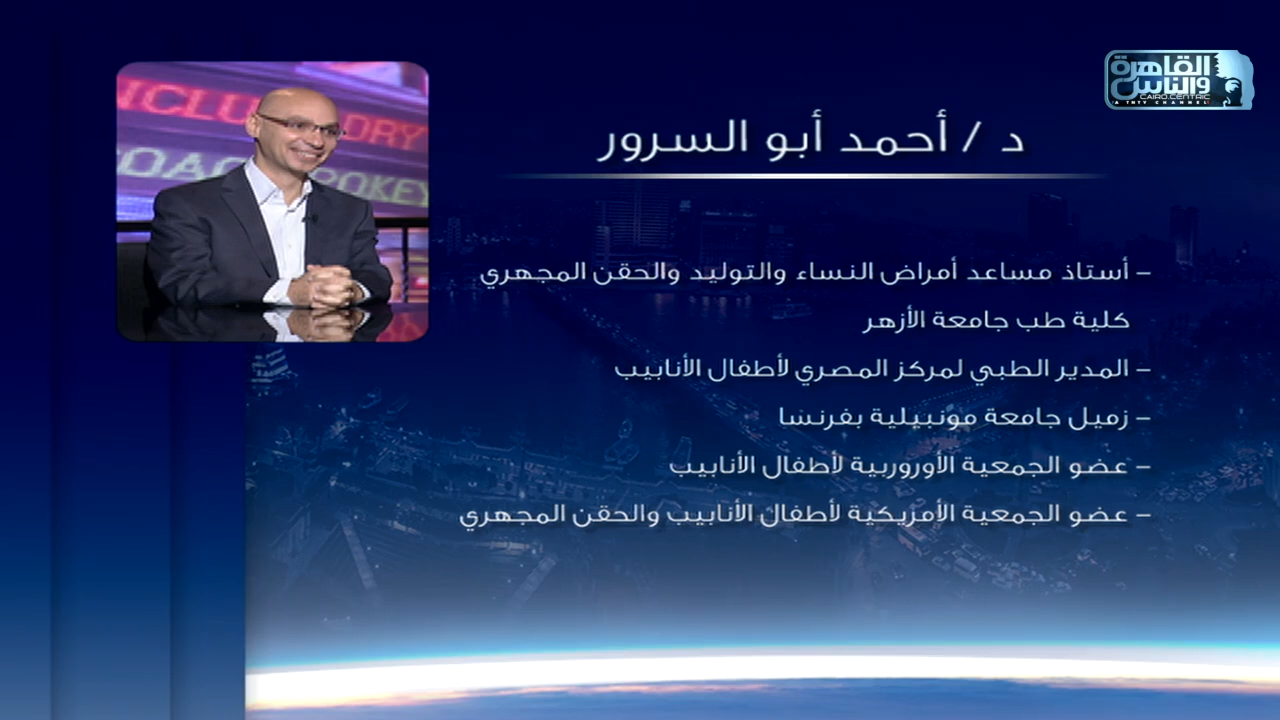 القاهرة
والناس
CAIRO.CENTRIC
A TNTV CHANNEL
د / أحمد أبو السرور
- أستاذ مساعد أمراض النساء والتوليد والحقن المجهري
كلية طب جامعة الأزهر
- المدير الطبي لمركز المصري لأطفال الأنابيب
- زميل جامعة مونبيلية بفرنسا
- عضو الجمعية الأوروبية لأطفال الأنابيب
- عضو الجمعية الأمريكية لأطفال الأنابيب والحقن المجهري